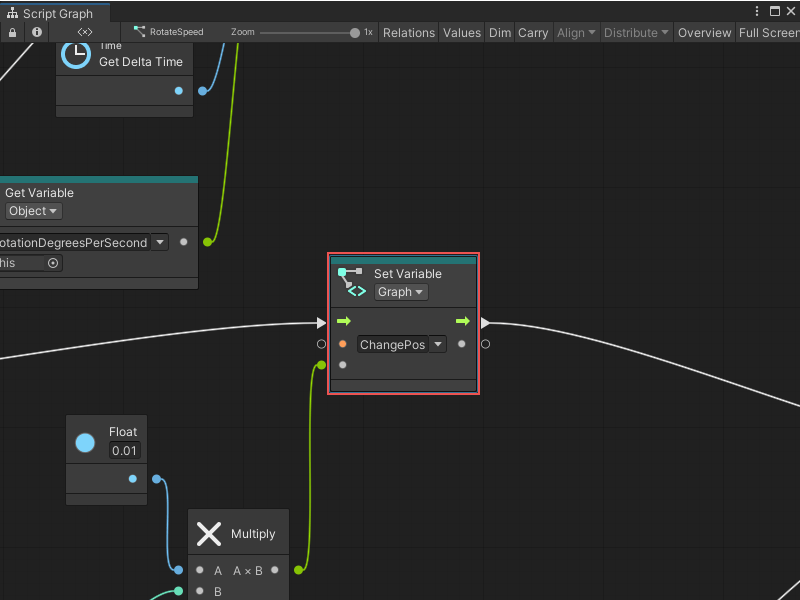 Script Graph
RotateSpeed Zoom 1x Relations Values Dim Carry Align Distribute Overview Full Screen
Time
Get Delta Time
Get Variable
Object
otationDegreesPerSecond
his
Set Variable
Graph
ChangePos
Float
0.01
Multiply
A A × B
B